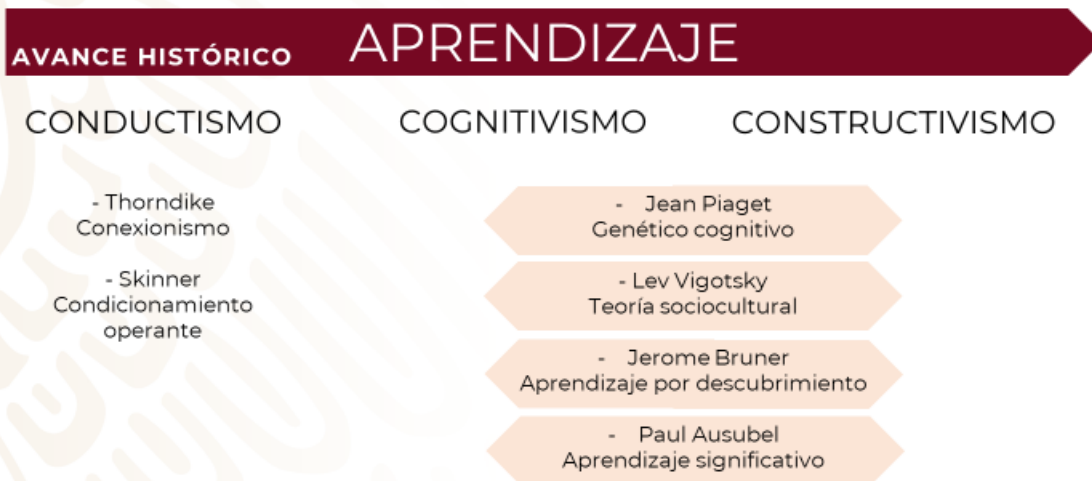 AVANCE HISTÓRICO APRENDIZAJE
CONDUCTISMO
COGNITIVISMO
CONSTRUCTIVISMO
- Thorndike
Conexionismo
- Skinner
Condicionamiento
operante
- Jean Piaget
Genético cognitivo
- Lev Vigotsky
Teoría sociocultural
- Jerome Bruner
Aprendizaje por descubrimiento
- Paul Ausubel
Aprendizaje significativo